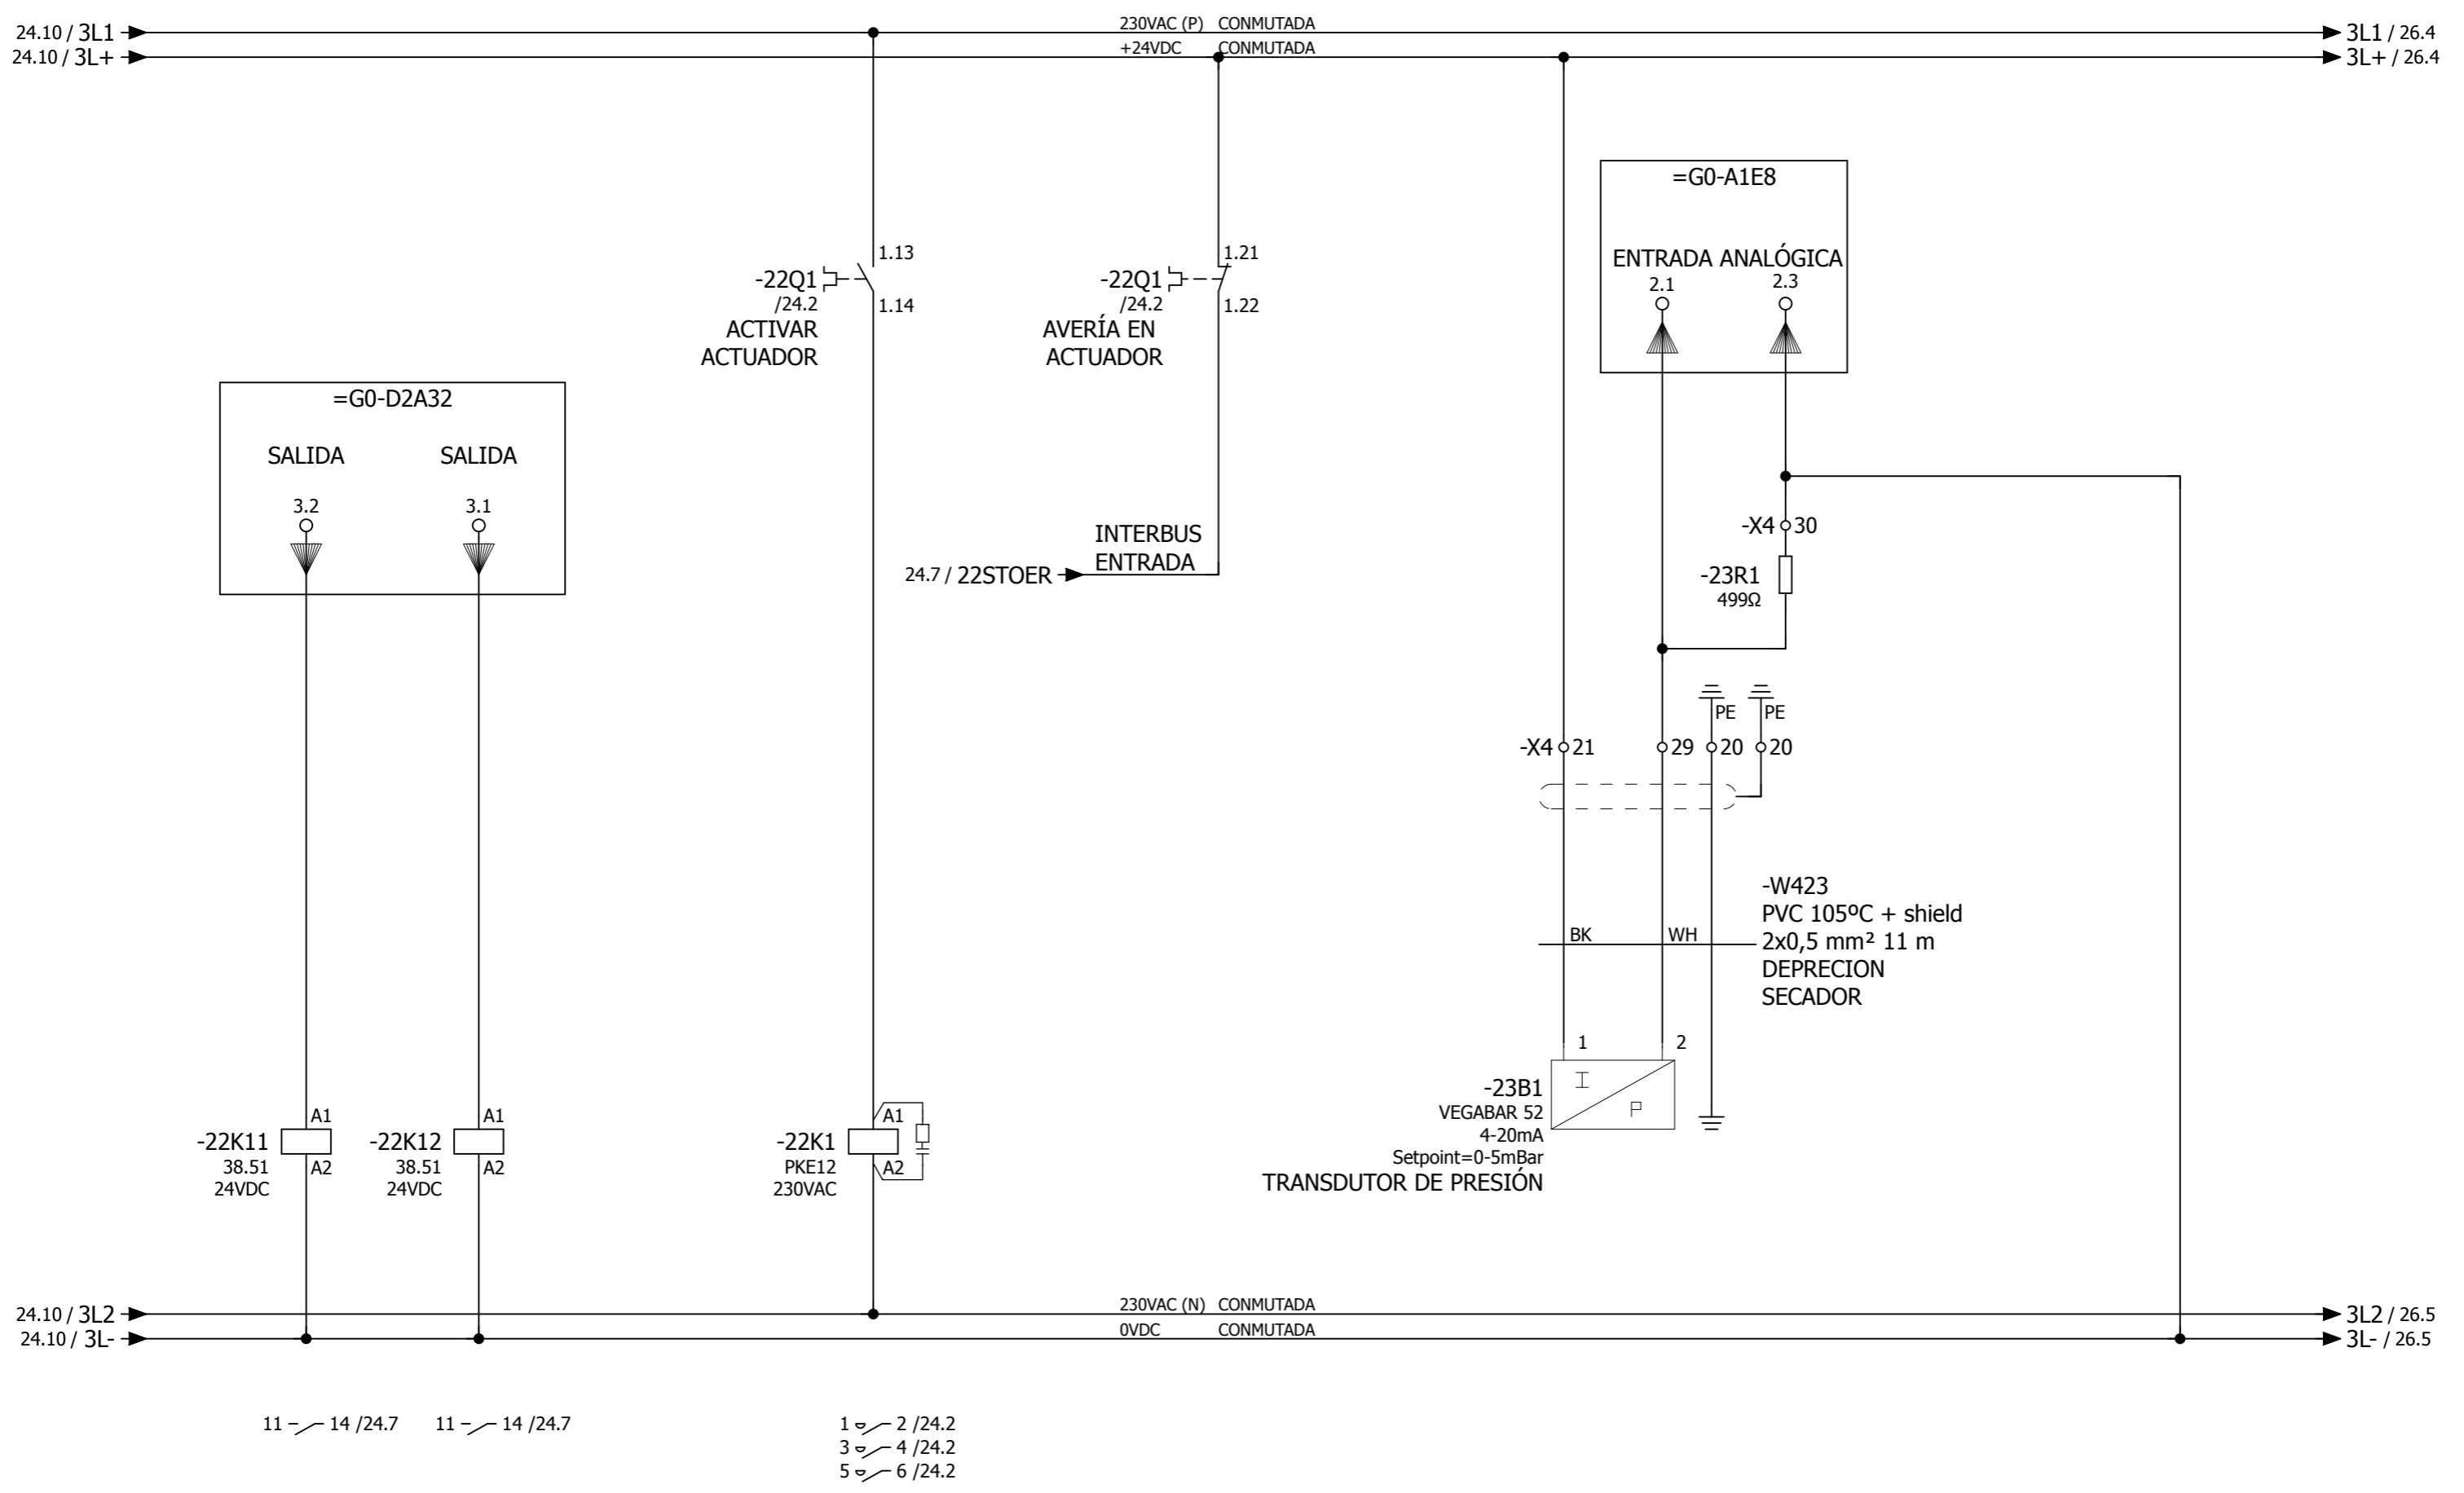 24.10 / 3L1
230VAC (P) CONMUTADA
3L1 / 26.4
24.10 / 3L+
+24VDC CONMUTADA
3L+ / 26.4
=G0-D2A32
SALIDA SALIDA
3.2 3.1
-22Q1
/24.2
ACTIVAR
ACTUADOR
1.13
1.14
-22Q1
/24.2
AVERÍA EN
ACTUADOR
1.21
1.22
INTERBUS
ENTRADA
24.7 / 22STOER
=G0-A1E8
ENTRADA ANALÓGICA
2.1 2.3
-X4 30
-23R1
499Ω
PE PE
-X4 21 29 20 20
-W423
PVC 105ºC + shield
2x0,5 mm² 11 m
DEPRECION
SECADOR
BK WH
1 2
I
P
-23B1
VEGABAR 52
4-20mA
Setpoint=0-5mBar
TRANSDUTOR DE PRESIÓN
-22K11
38.51
24VDC
A1
A2
-22K12
38.51
24VDC
A1
A2
-22K1
PKE12
230VAC
A1
A2
24.10 / 3L2
230VAC (N) CONMUTADA
3L2 / 26.5
24.10 / 3L-
0VDC CONMUTADA
3L- / 26.5
11 14 /24.7
11 14 /24.7
1 2 /24.2
3 4 /24.2
5 6 /24.2